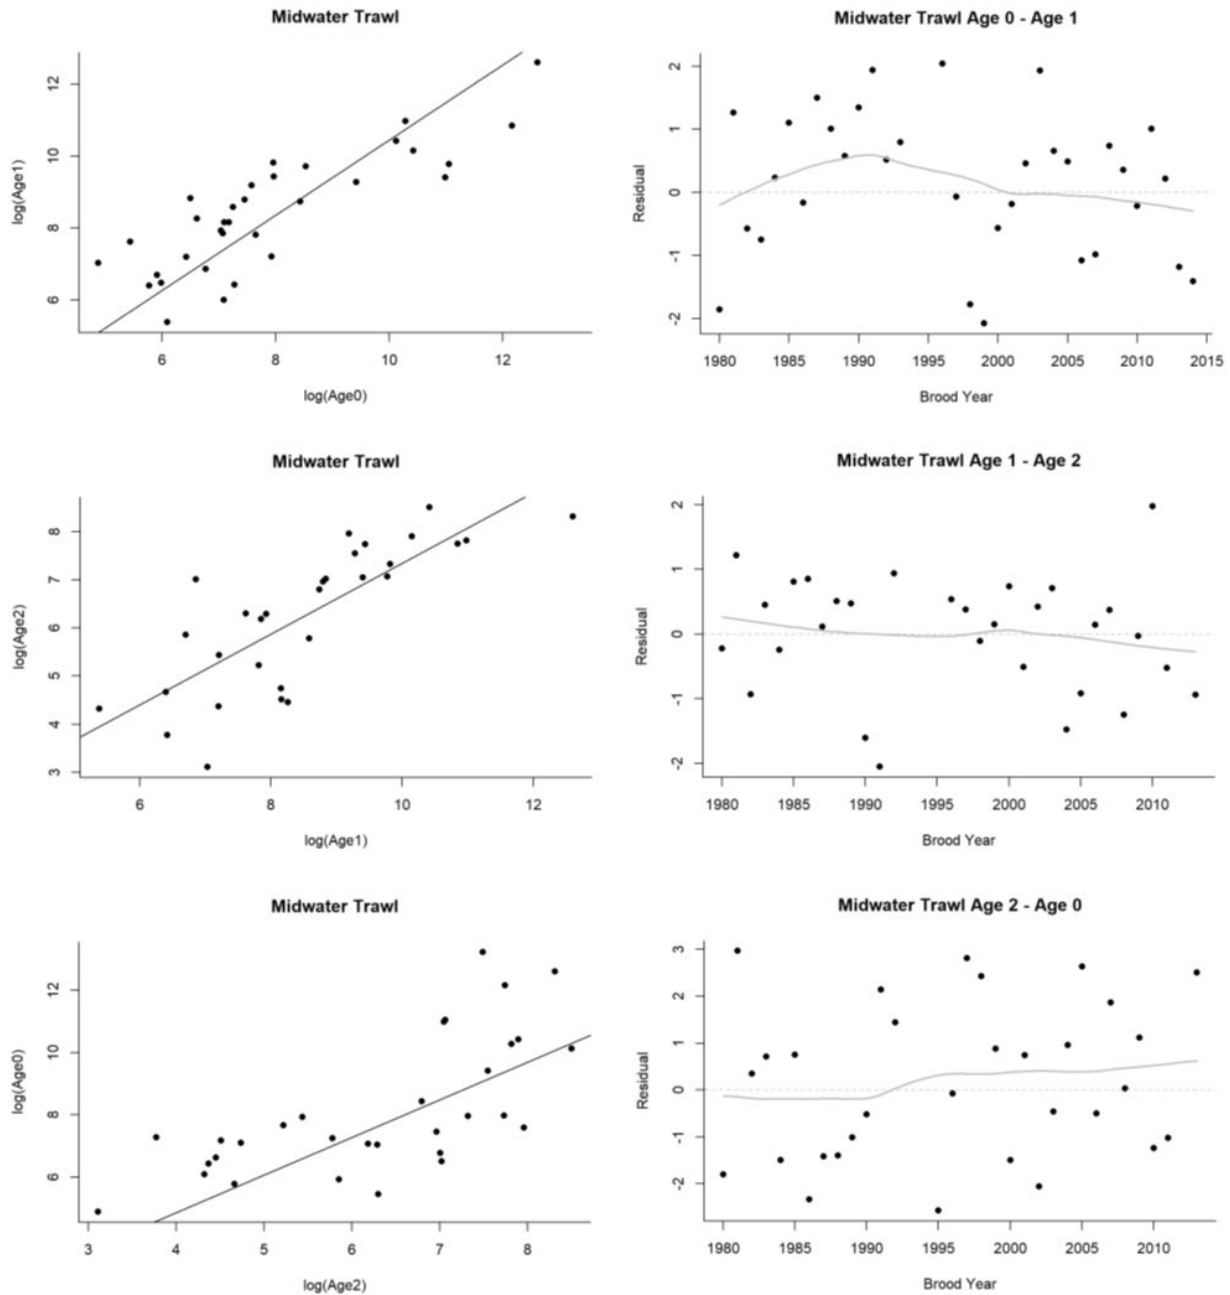 Midwater Trawl
Midwater Trawl Age 0 - Age 1
log(Age1)
6 8 10 12
6 8 10 12
log(Age0)
Residual
-2 -1 0 1 2
1980 1985 1990 1995 2000 2005 2010 2015
Brood Year
Midwater Trawl
Midwater Trawl Age 1 - Age 2
log(Age2)
3 4 5 6 7 8
6 8 10 12
log(Age1)
Residual
-2 -1 0 1 2
1980 1985 1990 1995 2000 2005 2010
Brood Year
Midwater Trawl
Midwater Trawl Age 2 - Age 0
log(Age0)
6 8 10 12
3 4 5 6 7 8
log(Age2)
Residual
-2 -1 0 1 2 3
1980 1985 1990 1995 2000 2005 2010
Brood Year